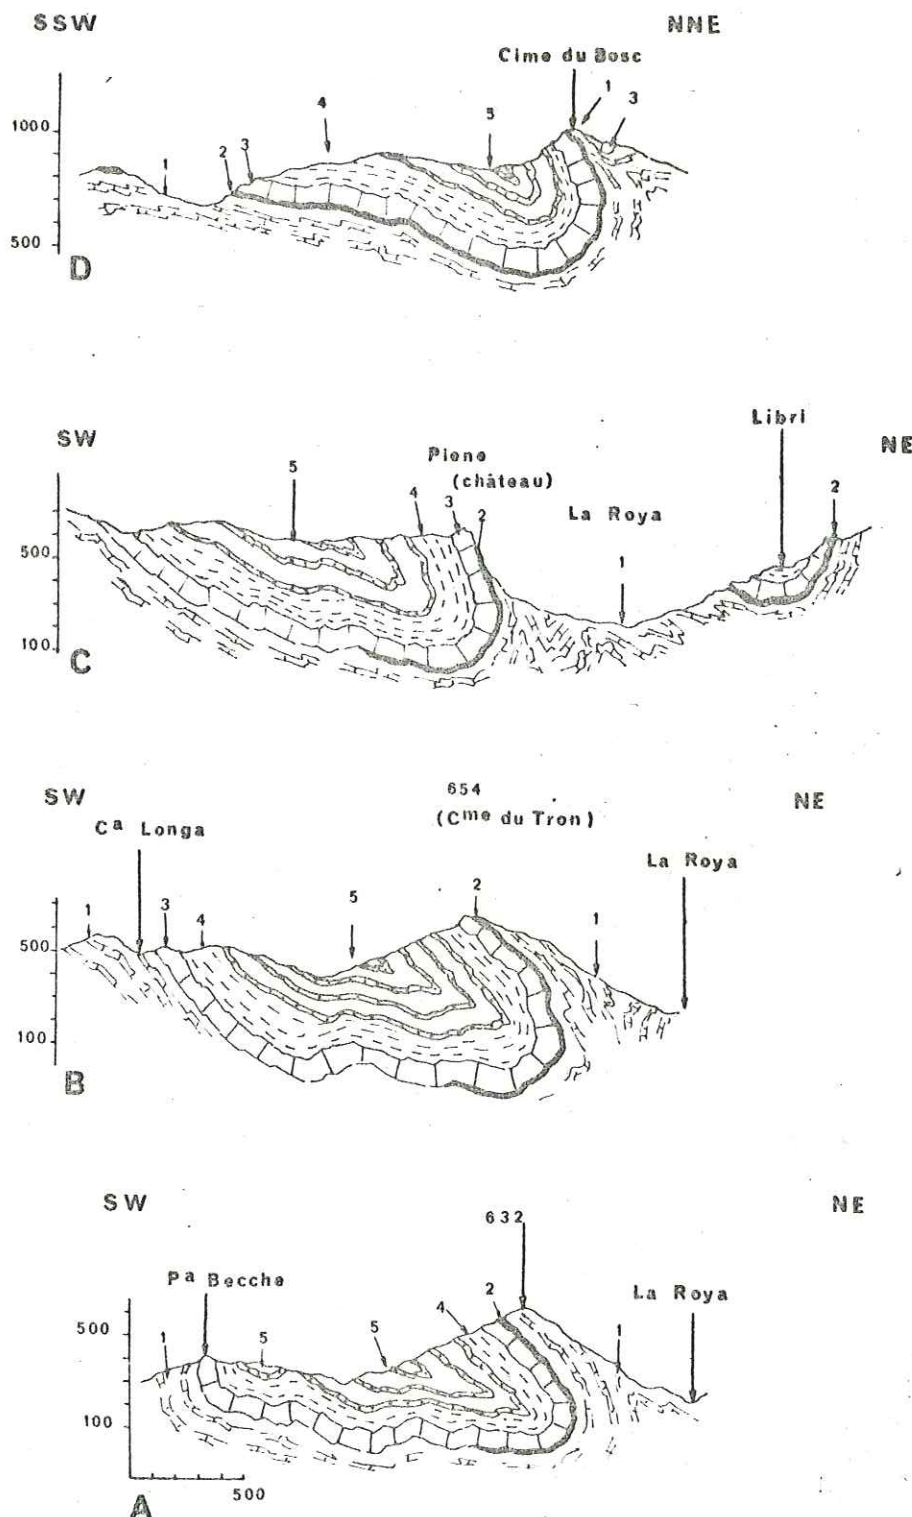 SSW NNE
Cime du Bosc
1 3
4 5
1000
1 2 3
500
D
SW Libri NE
Piene
(château)
5 4 3 2 La Roya 2
500 1
100
C
SW 654 NE
(Cme du Tron)
Ca Longa La Roya
1 3 4 5 2 1
500
100
B
SW 632 NE
Pa Beccha La Roya
2
4
500 1 5 5 1
100
500
A